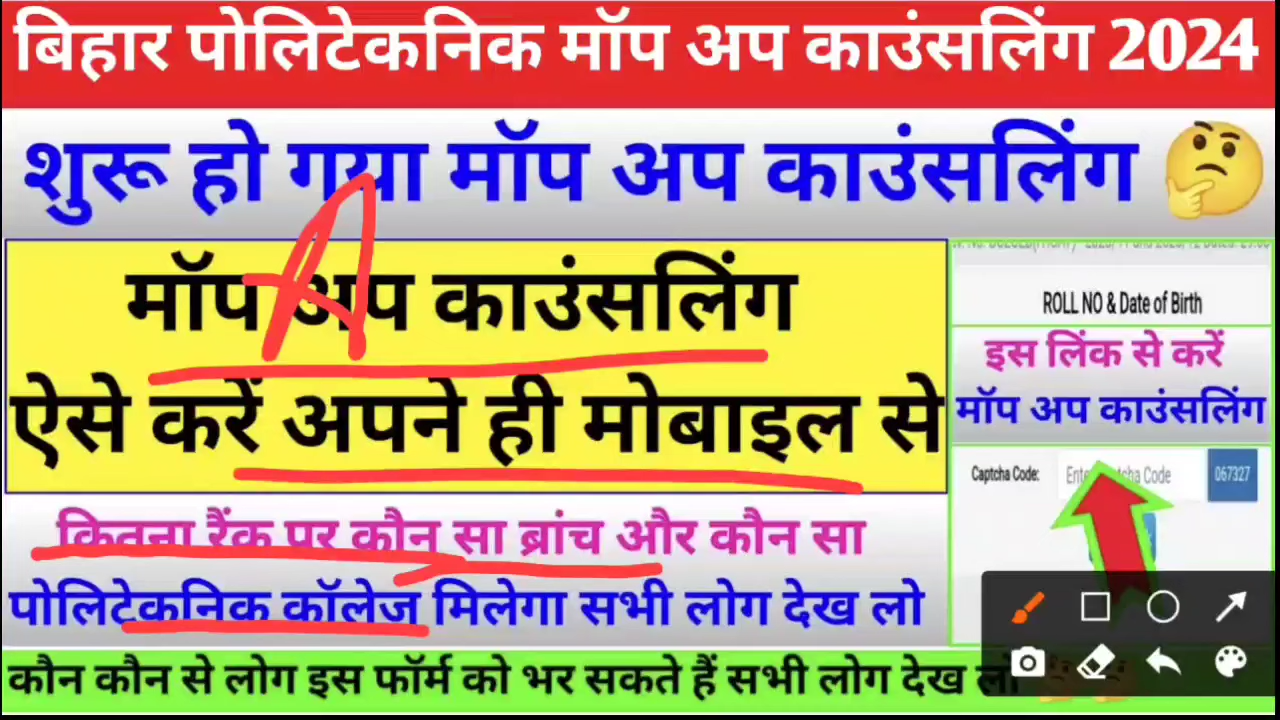 बिहार पोलिटेकनिक मॉप अप काउंसलिंग 2024
शुरू हो गया मॉप अप काउंसलिंग
A
मॉप अप काउंसलिंग
ऐसे करें अपने ही मोबाइल से
ROLL NO & Date of Birth
इस लिंक से करें
मॉप अप काउंसलिंग
Captcha Code: Code 067327
कितना रैंक पर कौन सा ब्रांच और कौन सा
पोलिटेकनिक कॉलेज मिलेगा सभी लोग देख लो
कौन कौन से लोग इस फॉर्म को भर सकते हैं सभी लोग देख लो